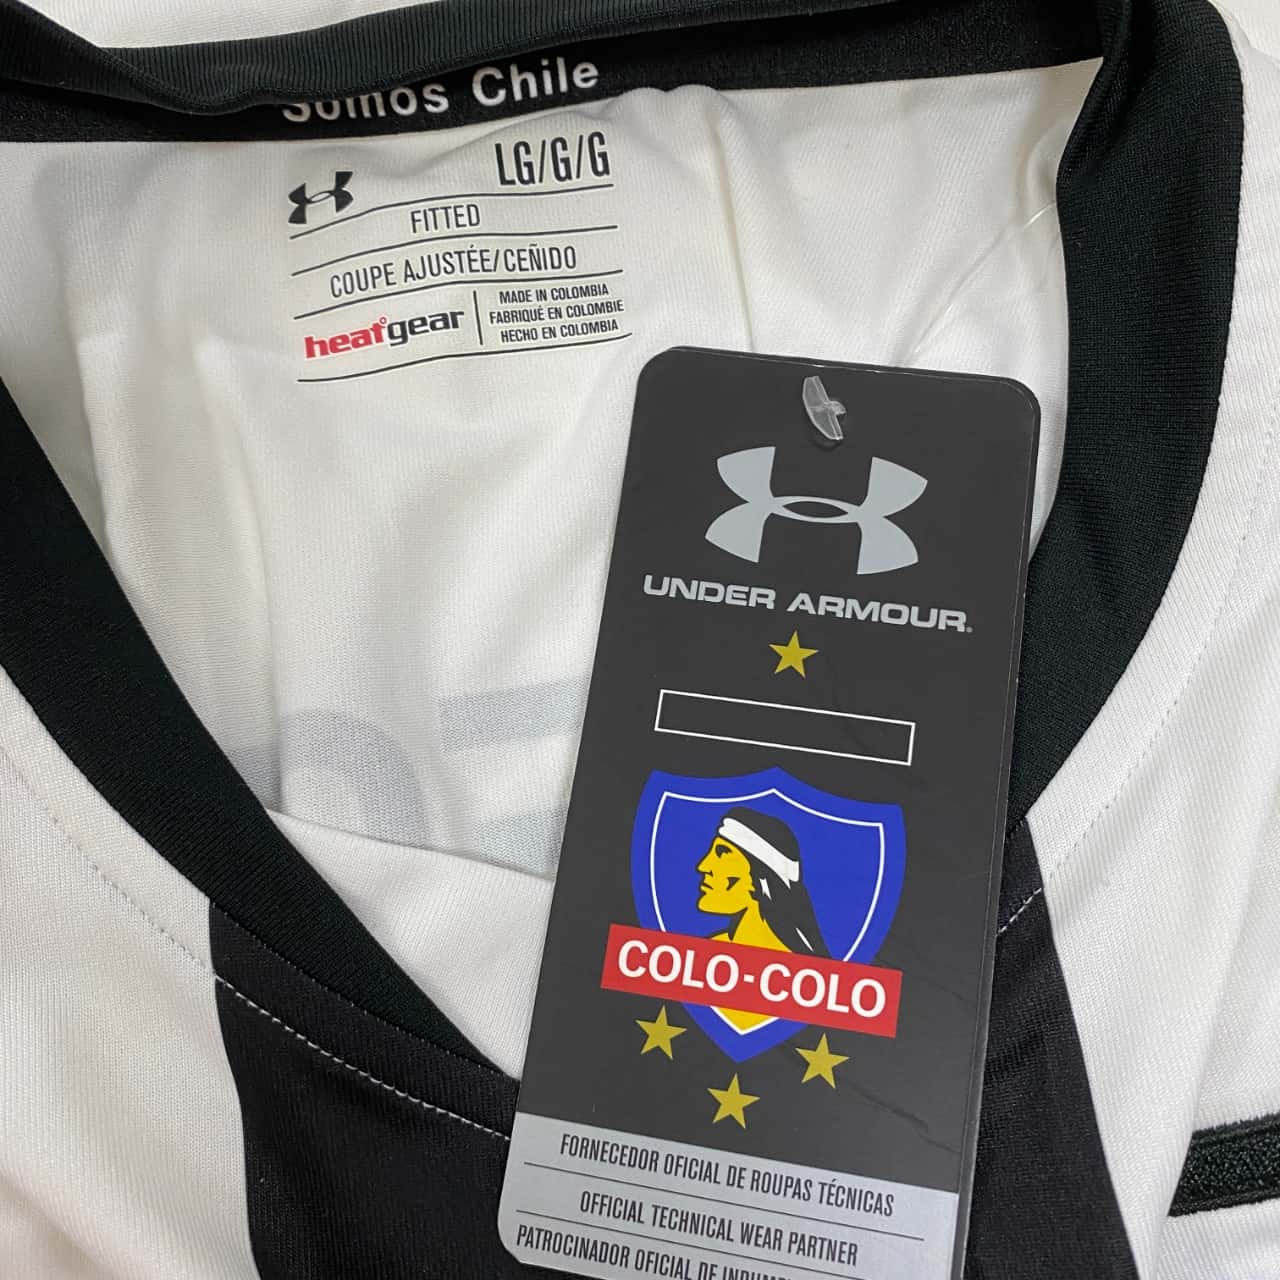 Somos Chile
LG/G/G
FITTED
COUPE AJUSTÉE/CEÑIDO
heatgear
MADE IN COLOMBIA
FABRIQUÉ EN COLOMBIE
HECHO EN COLOMBIA
UNDER ARMOUR®
COLO-COLO
FORNECEDOR OFICIAL DE ROUPAS TÉCNICAS
OFFICIAL TECHNICAL WEAR PARTNER
PATROCINADOR OFICIAL DE